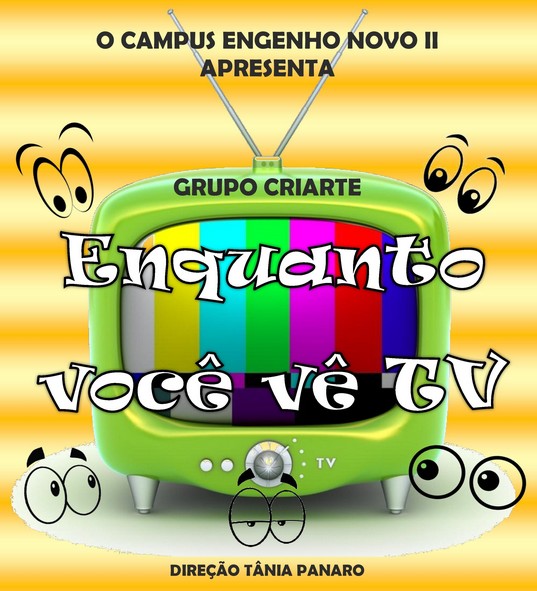 O CAMPUS ENGENHO NOVO II
APRESENTA
GRUPO CRIARTE
Enquanto
você vê TV
TV
DIREÇÃO TÂNIA PANARO